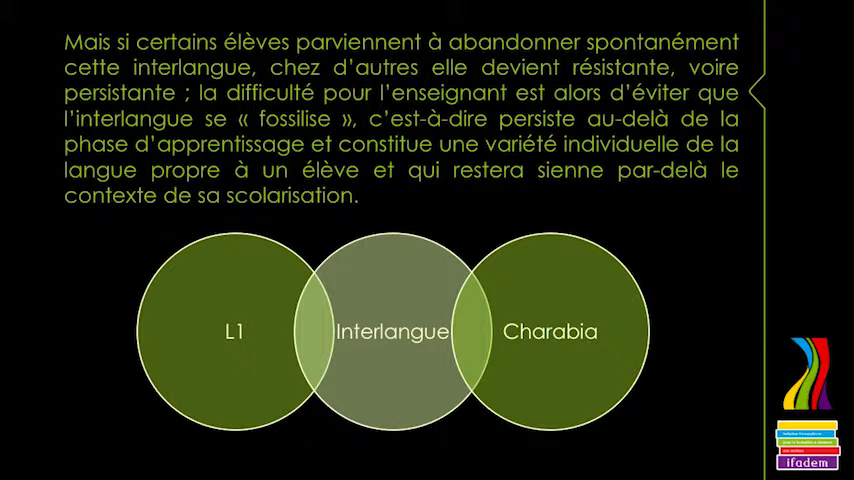 Mais si certains élèves parviennent à abandonner spontanément
cette interlangue, chez d’autres elle devient résistante, voire
persistante ; la difficulté pour l’enseignant est alors d’éviter que
l’interlangue se « fossilise », c’est-à-dire persiste au-delà de la
phase d’apprentissage et constitue une variété individuelle de la
langue propre à un élève et qui restera sienne par-delà le
contexte de sa scolarisation.
L1
Interlangue
Charabia
ifadem